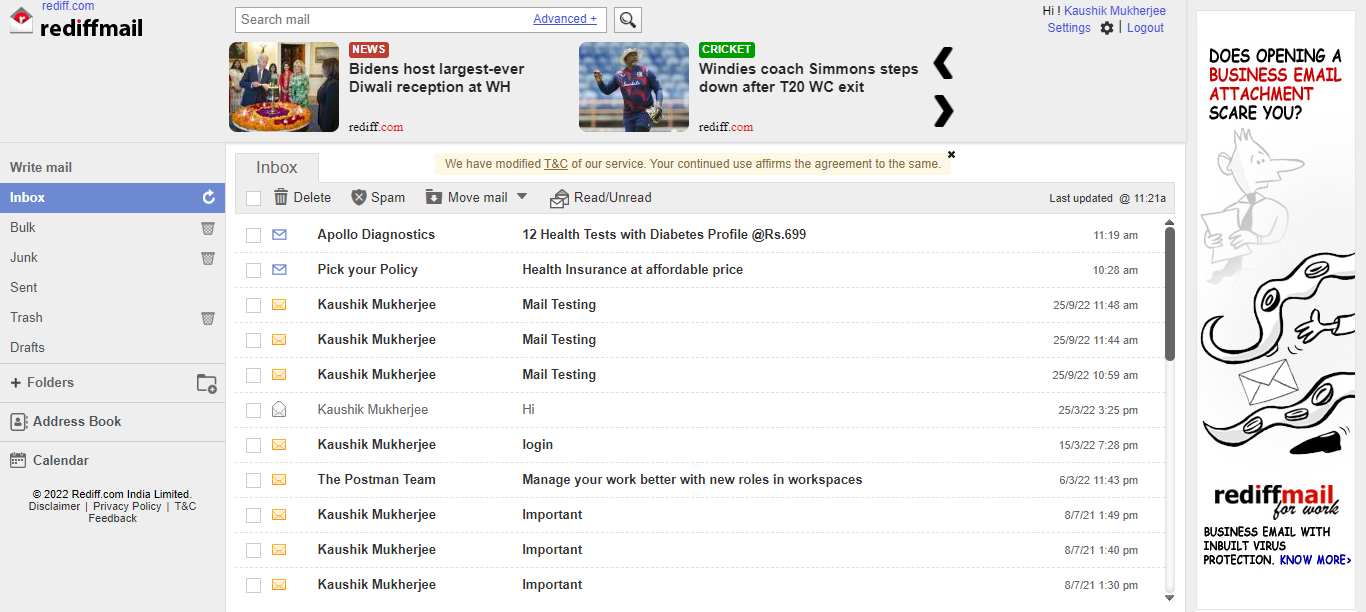 rediff.com
rediffmail
Search mail
Advanced +
Hi ! Kaushik Mukherjee
Settings | Logout
NEWS
Bidens host largest-ever
Diwali reception at WH
rediff.com
CRICKET
Windies coach Simmons steps
down after T20 WC exit
rediff.com
Write mail
Inbox
Bulk
Junk
Sent
Trash
Drafts
+ Folders
Address Book
Calendar
© 2022 Rediff.com India Limited.
Disclaimer | Privacy Policy | T&C
Feedback
Inbox
We have modified T&C of our service. Your continued use affirms the agreement to the same.
Delete Spam Move mail Read/Unread Last updated @ 11:21a
Apollo Diagnostics 12 Health Tests with Diabetes Profile @Rs.699 11:19 am
Pick your Policy Health Insurance at affordable price 10:28 am
Kaushik Mukherjee Mail Testing 25/9/22 11:48 am
Kaushik Mukherjee Mail Testing 25/9/22 11:44 am
Kaushik Mukherjee Mail Testing 25/9/22 10:59 am
Kaushik Mukherjee Hi 25/3/22 3:25 pm
Kaushik Mukherjee login 15/3/22 7:28 pm
The Postman Team Manage your work better with new roles in workspaces 6/3/22 11:43 pm
Kaushik Mukherjee Important 8/7/21 1:49 pm
Kaushik Mukherjee Important 8/7/21 1:40 pm
Kaushik Mukherjee Important 8/7/21 1:30 pm
DOES OPENING A
BUSINESS EMAIL
ATTACHMENT
SCARE YOU?
rediffmail
for work
BUSINESS EMAIL WITH
INBUILT VIRUS
PROTECTION. KNOW MORE>